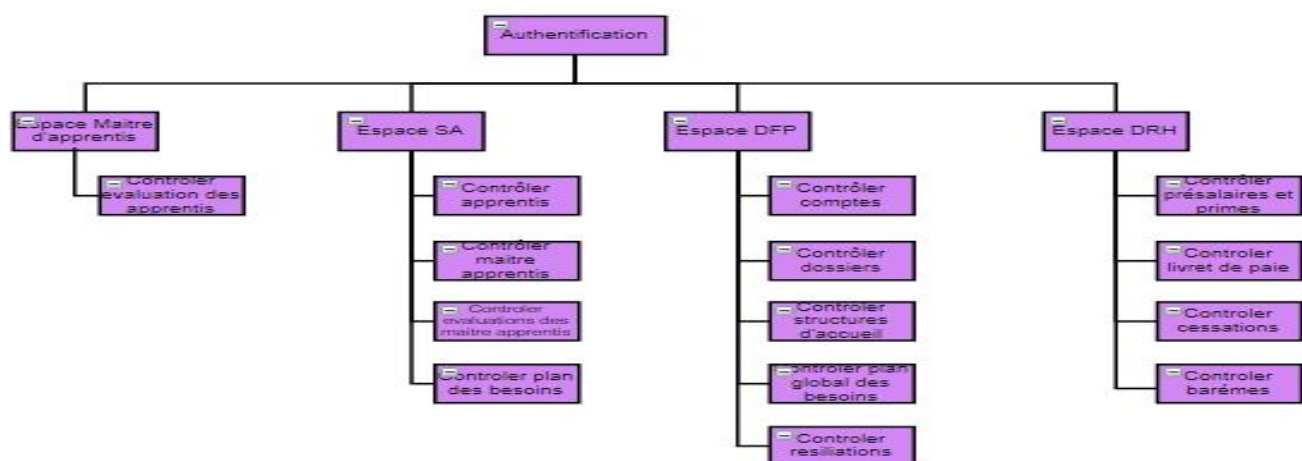 Authentification
Espace Maitre
d'apprentis
Controler
evaluation des
apprentis
Espace SA
Contrôler
apprentis
Contrôler
maitre
apprentis
Controler
evaluations des
maitre apprentis
Controler plan
des besoins
Espace DFP
Contrôler
comptes
Contrôler
dossiers
Controler
structures
d'accueil
Controler plan
global des
besoins
Controler
resiliations
Espace DRH
Contrôler
présalaires et
primes
Controler
livret de paie
Controler
cessations
Controler
barémes